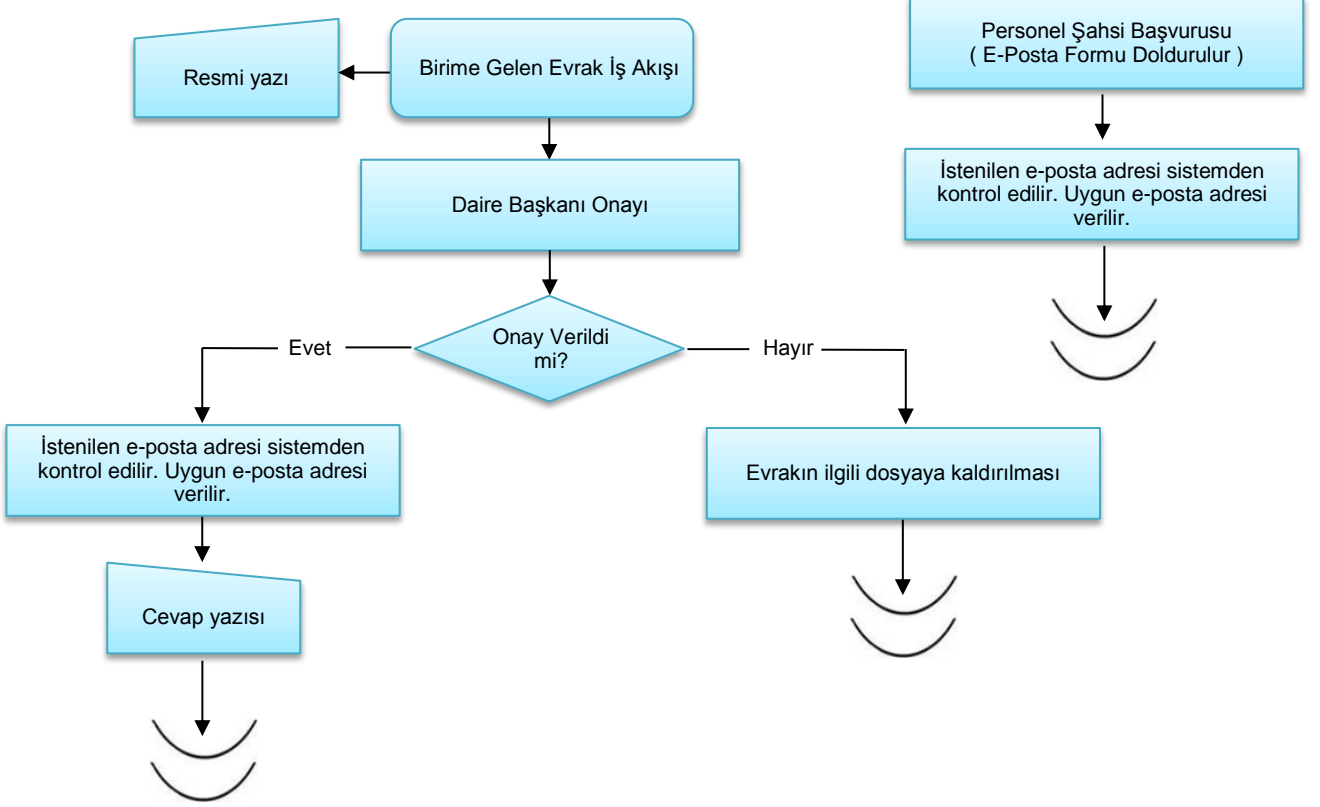 Personel Şahsi Başvurusu
( E-Posta Formu Doldurulur )
Resmi yazı
Birime Gelen Evrak İş Akışı
İstenilen e-posta adresi sistemden
kontrol edilir. Uygun e-posta adresi
verilir.
Daire Başkanı Onayı
Onay Verildi
mi?
Evet
Hayır
İstenilen e-posta adresi sistemden
kontrol edilir. Uygun e-posta adresi
verilir.
Evrakın ilgili dosyaya kaldırılması
Cevap yazısı